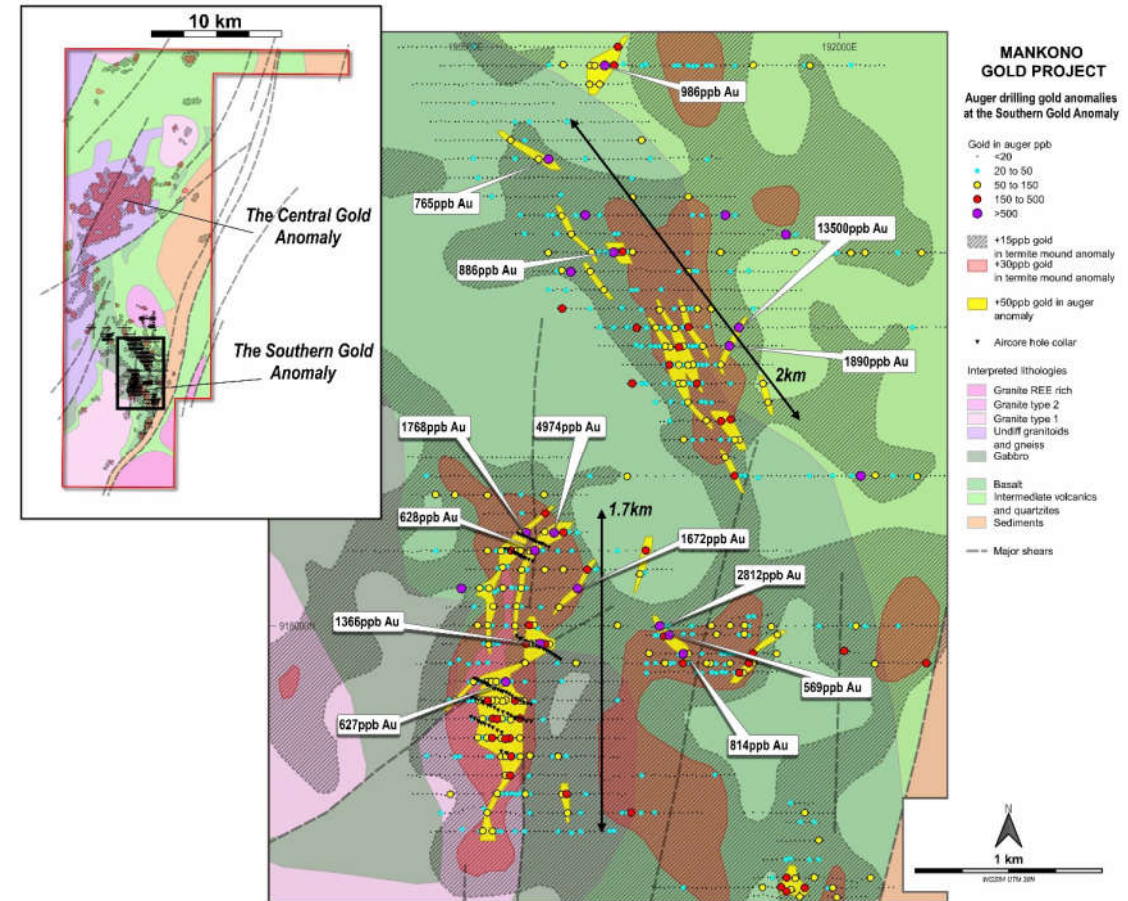 10 km
The Central Gold
Anomaly
The Southern Gold
Anomaly
192000E
986ppb Au
765ppb Au
886ppb Au
13500ppb Au
1890ppb Au
2km
1768ppb Au
4974ppb Au
628ppb Au
1.7km
1672ppb Au
2812ppb Au
1366ppb Au
569ppb Au
627ppb Au
814ppb Au
MANKONO
GOLD PROJECT
Auger drilling gold anomalies
at the Southern Gold Anomaly
Gold in auger ppb
<20
20 to 50
50 to 150
150 to 500
>500
+15ppb gold
in termite mound anomaly
+30ppb gold
in termite mound anomaly
+50ppb gold in auger
anomaly
Aircore hole collar
Interpreted lithologies
Granite REE rich
Granite type 2
Granite type 1
Undiff granitoids
and gneiss
Gabbro
Basalt
Intermediate volcanics
and quartzites
Sediments
Major shears
N
1 km